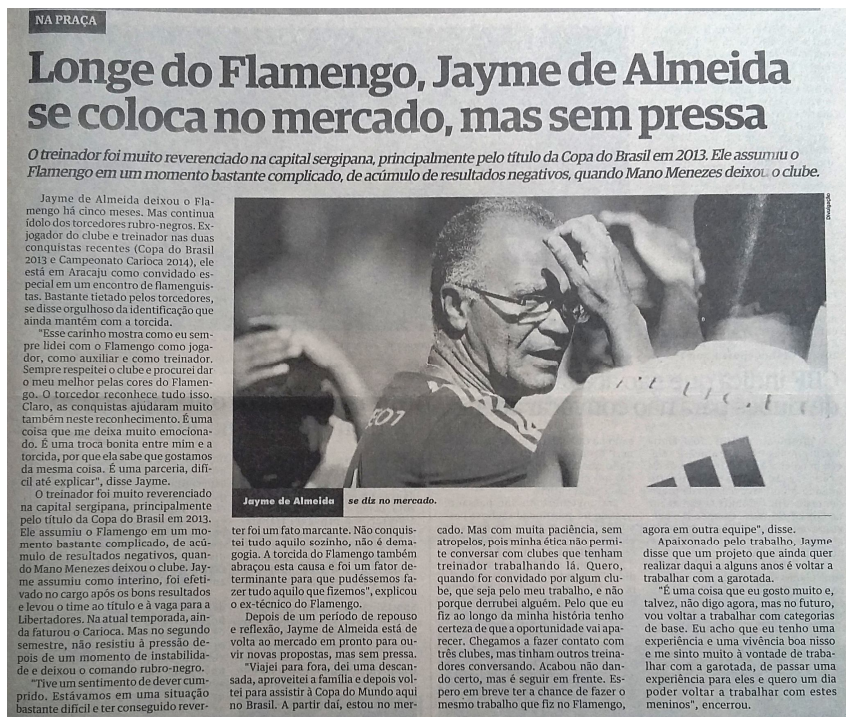 NA PRAÇA
Longe do Flamengo, Jayme de Almeida
se coloca no mercado, mas sem pressa
O treinador foi muito reverenciado na capital sergipana, principalmente pelo título da Copa do Brasil em 2013. Ele assumiu o
Flamengo em um momento bastante complicado, de acúmulo de resultados negativos, quando Mano Menezes deixou o clube.
Jayme de Almeida deixou o Fla-
mengo há cinco meses. Mas continua
ídolo dos torcedores rubro-negros. Ex-
jogador do clube e treinador nas duas
conquistas recentes (Copa do Brasil
2013 e Campeonato Carioca 2014), ele
está em Aracaju como convidado es-
pecial em um encontro de flamenguis-
tas. Bastante tietado pelos torcedores,
se disse orgulhoso da identificação que
ainda mantém com a torcida.
"Esse carinho mostra como eu sem-
pre lidei com o Flamengo como joga-
dor, como auxiliar e como treinador.
Sempre respeitei o clube e procurei dar
o meu melhor pelas cores do Flamen-
go. O torcedor reconhece tudo isso.
Claro, as conquistas ajudaram muito
também neste reconhecimento. É uma
coisa que me deixa muito emociona-
do. É uma troca bonita entre mim e a
torcida, por que ela sabe que gostamos
da mesma coisa. É uma parceria, difí-
cil até explicar", disse Jayme.
O treinador foi muito reverenciado
na capital sergipana, principalmente
pelo título da Copa do Brasil em 2013.
Ele assumiu o Flamengo em um mo-
mento bastante complicado, de acú-
mulo de resultados negativos, quan-
do Mano Menezes deixou o clube. Jay-
me assumiu como interino, foi efeti-
vado no cargo após os bons resultados
e levou o time ao título e à vaga para a
Libertadores. Na atual temporada, ain-
da faturou o Carioca. Mas no segundo
semestre, não resistiu à pressão de-
pois de um momento de instabilida-
de e deixou o comando rubro-negro.
"Tive um sentimento de dever cum-
prido. Estávamos em uma situação
bastante difícil e ter conseguido rever-
Divulgação
EO7
Jayme de Almeida se diz no mercado.
ter foi um fato marcante. Não conquis-
tei tudo aquilo sozinho, não é dema-
gogia. A torcida do Flamengo também
abraçou esta causa e foi um fator de-
terminante para que pudéssemos fa-
zer tudo aquilo que fizemos", explicou
o ex-técnico do Flamengo.
Depois de um período de repouso
e reflexão, Jayme de Almeida está de
volta ao mercado em pronto para ou-
vir novas propostas, mas sem pressa.
"Viajei para fora, dei uma descan-
sada, aproveitei a família e depois vol-
tei para assistir à Copa do Mundo aqui
no Brasil. A partir daí, estou no mer-
cado. Mas com muita paciência, sem
atropelos, pois minha ética não permi-
te conversar com clubes que tenham
treinador trabalhando lá. Quero,
quando for convidado por algum clu-
be, que seja pelo meu trabalho, e não
porque derrubei alguém. Pelo que eu
fiz ao longo da minha história tenho
certeza de que a oportunidade vai apa-
recer. Chegamos a fazer contato com
três clubes, mas tinham outros treina-
dores conversando. Acabou não dan-
do certo, mas é seguir em frente. Es-
pero em breve ter a chance de fazer o
mesmo trabalho que fiz no Flamengo,
agora em outra equipe", disse.
Apaixonado pelo trabalho, Jayme
disse que um projeto que ainda quer
realizar daqui a alguns anos é voltar a
trabalhar com a garotada.
"É uma coisa que eu gosto muito e,
talvez, não digo agora, mas no futuro,
vou voltar a trabalhar com categorias
de base. Eu acho que eu tenho uma
experiência e uma vivência boa nisso
e me sinto muito à vontade de traba-
lhar com a garotada, de passar uma
experiência para eles e quero um dia
poder voltar a trabalhar com estes
meninos", encerrou.